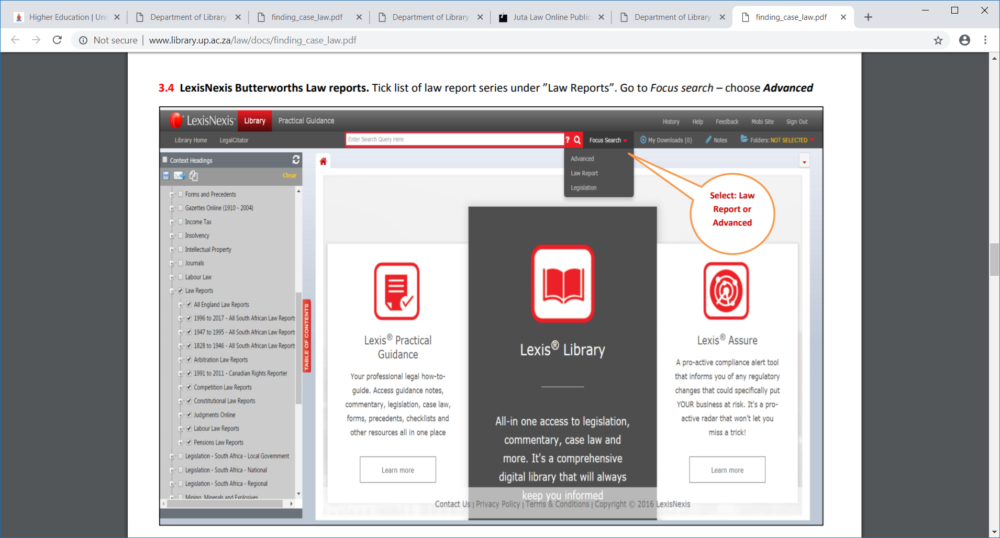 Higher Education | Uni
Department of Library
finding_case_law.pdf
Department of Library
Juta Law Online Public
Department of Library
finding_case_law.pdf
Not secure | www.library.up.ac.za/law/docs/finding_case_law.pdf
3.4 LexisNexis Butterworths Law reports. Tick list of law report series under ”Law Reports”. Go to Focus search – choose Advanced
LexisNexis® Library Practical Guidance
History Help Feedback Mobi Site Sign Out
Library Home LegalCitator
Enter Search Query Here
? Focus Search My Downloads (0) Notes Folders: NOT SELECTED
Advanced
Law Report
Legislation
Select: Law
Report or
Advanced
Context Headings
Clear
Forms and Precedents
Gazettes Online (1910 - 2004)
Income Tax
Insolvency
Intellectual Property
Journals
Labour Law
Law Reports
All England Law Reports
1996 to 2017 - All South African Law Reports
1947 to 1995 - All South African Law Reports
1828 to 1946 - All South African Law Reports
Arbitration Law Reports
1991 to 2011 - Canadian Rights Reporter
Competition Law Reports
Constitutional Law Reports
Judgments Online
Labour Law Reports
Pensions Law Reports
Legislation - South Africa - Local Government
Legislation - South Africa - National
Legislation - South Africa - Regional
Mining, Minerals and Explosives
TABLE OF CONTENTS
Lexis® Practical
Guidance
Your professional legal how-to-
guide. Access guidance notes,
commentary, legislation, case law,
forms, precedents, checklists and
other resources all in one place
Learn more
Lexis® Library
All-in one access to legislation,
commentary, case law and
more. It's a comprehensive
digital library that will always
keep you informed
Lexis® Assure
A pro-active compliance alert tool
that informs you of any regulatory
changes that could specifically put
YOUR business at risk. It's a pro-
active radar that won't let you
miss a trick!
Learn more
Contact Us | Privacy Policy | Terms & Conditions | Copyright © 2016 LexisNexis